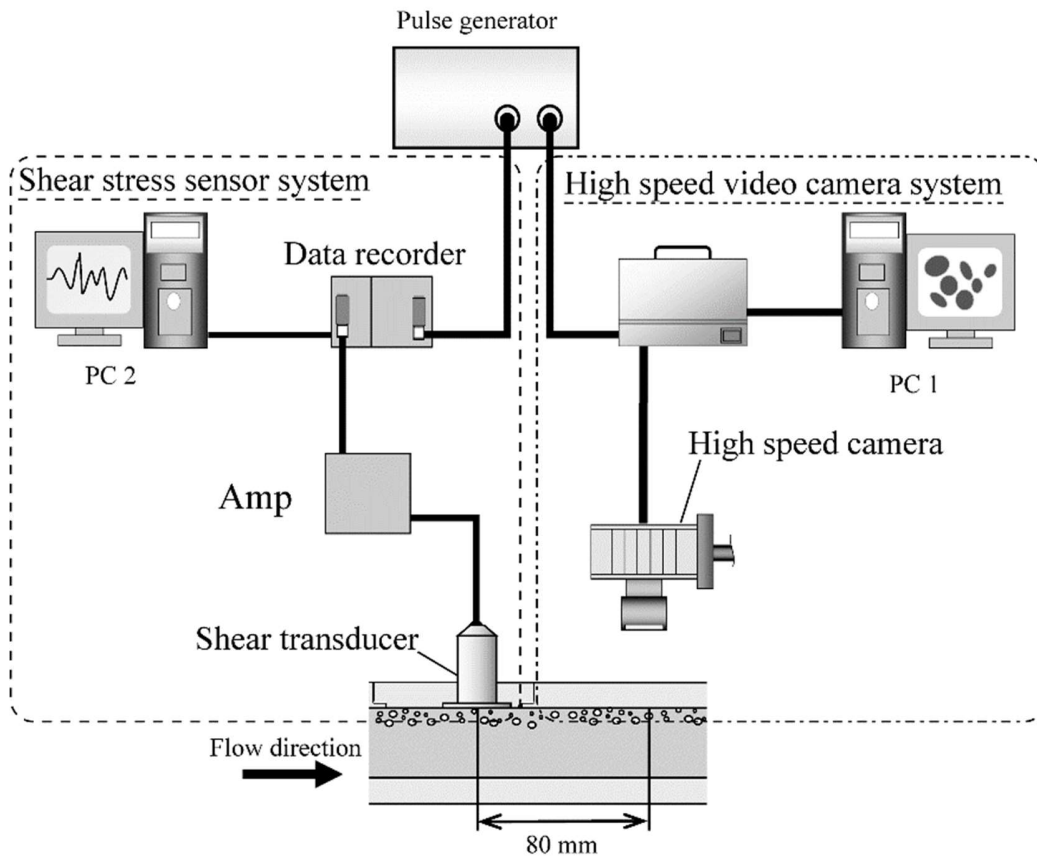 Pulse generator
Shear stress sensor system
High speed video camera system
Data recorder
PC 2
PC 1
High speed camera
Amp
Shear transducer
Flow direction
80 mm